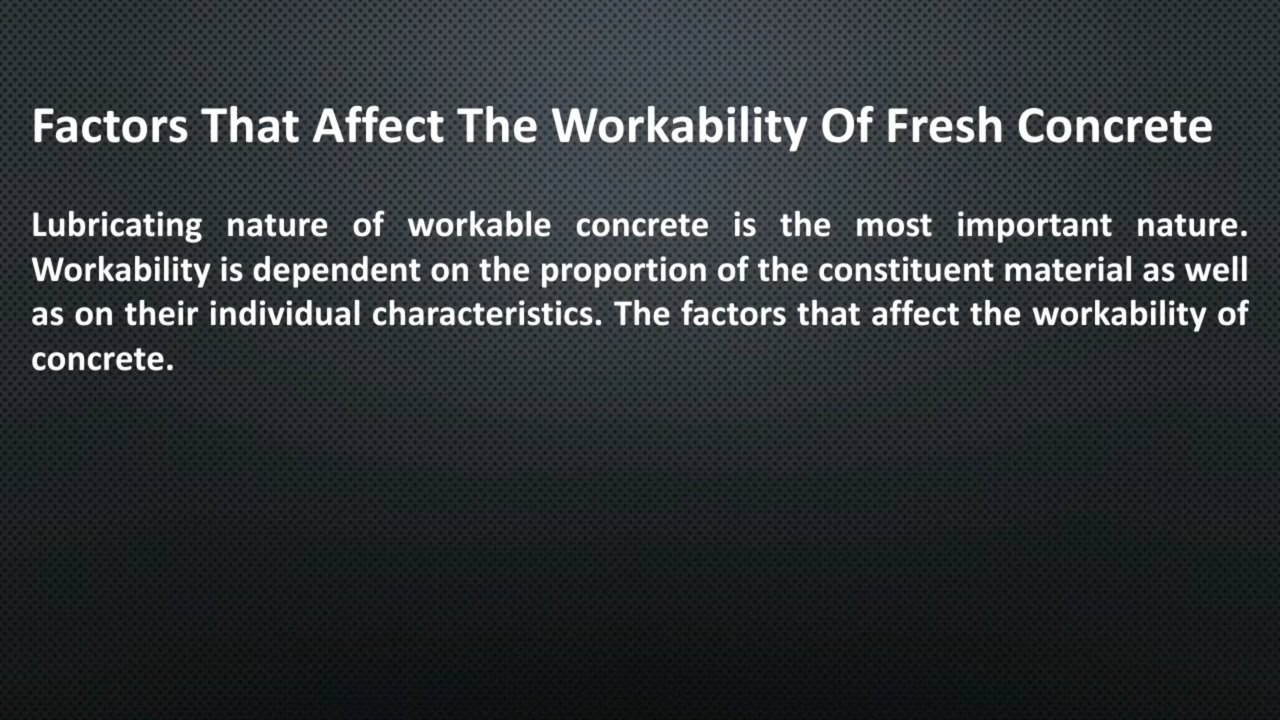 Factors That Affect The Workability Of Fresh Concrete
Lubricating nature of workable concrete is the most important nature.
Workability is dependent on the proportion of the constituent material as well
as on their individual characteristics. The factors that affect the workability of
concrete.